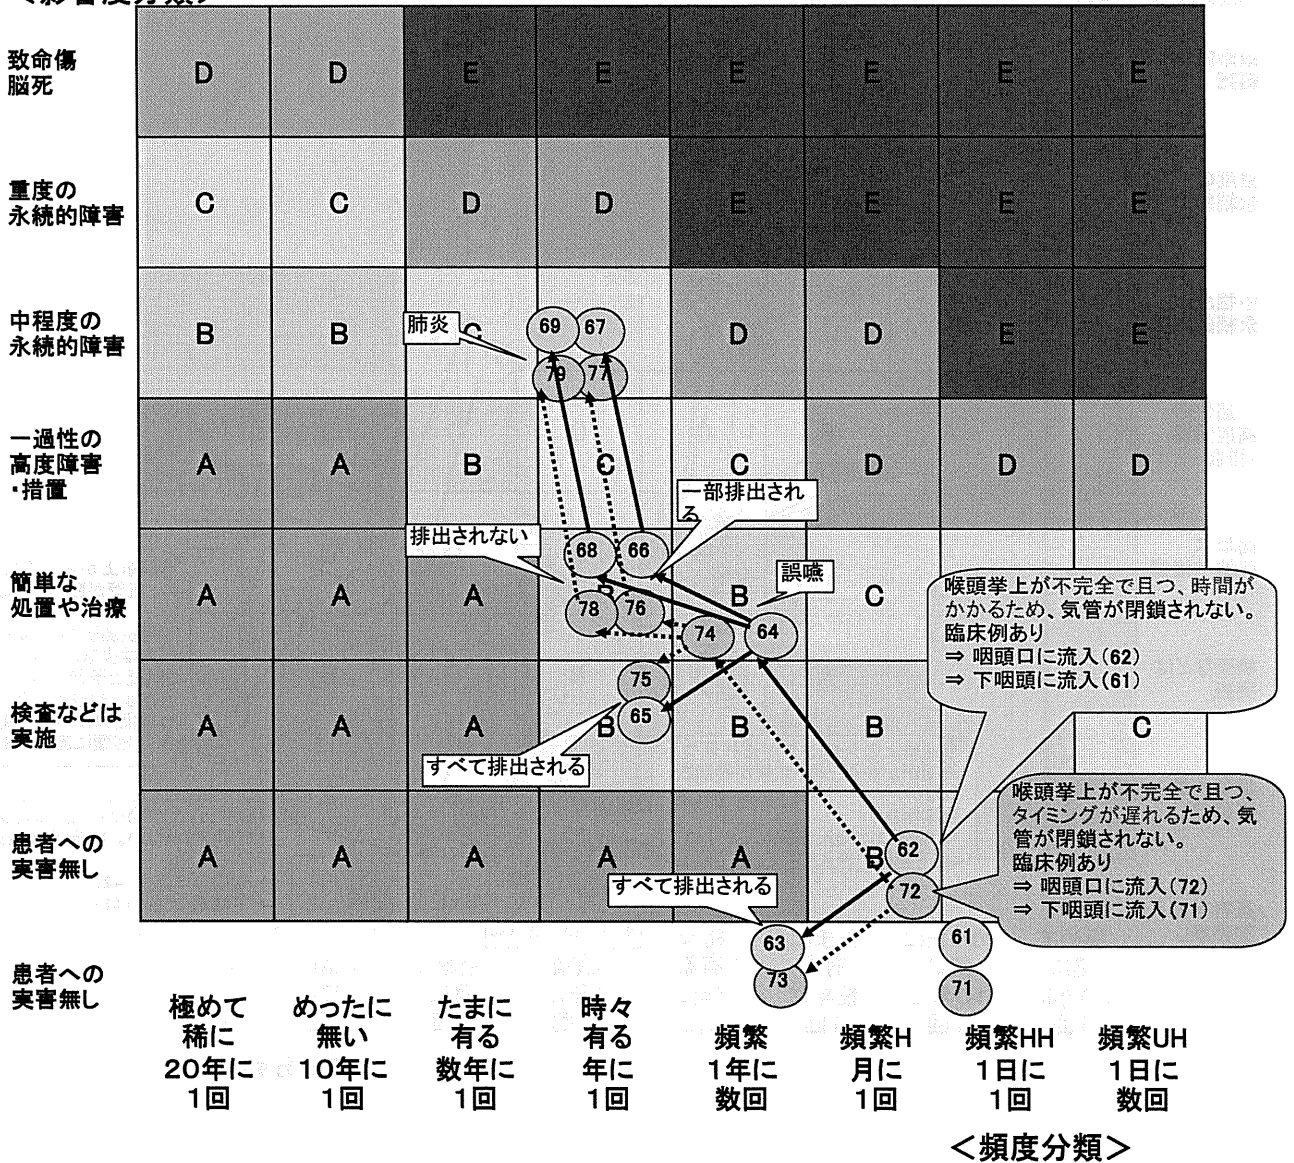 ＜影響度分類＞
致命傷
脳死
D D E E E E E E
重度の
永続的障害
C C D D E E E E
中程度の
永続的障害
B B C D D E E
肺炎
69 67
79 77
一過性の
高度障害
・措置
A A B C C D D D
一部排出され
る
排出されない
簡単な
処置や治療
A A A B B C
68 66
78 76
誤嚥
74 64
喉頭挙上が不完全で且つ、時間が
かかるため、気管が閉鎖されない。
臨床例あり
⇒ 咽頭口に流入(62)
⇒ 下咽頭に流入(61)
検査などは
実施
A A A B B B C
75
65
すべて排出される
喉頭挙上が不完全で且つ、
タイミングが遅れるため、気
管が閉鎖されない。
臨床例あり
⇒ 咽頭口に流入(72)
⇒ 下咽頭に流入(71)
患者への
実害無し
A A A A A B
62
72
すべて排出される
63 61
73 71
患者への
実害無し
極めて
稀に
20年に
1回
めったに
無い
10年に
1回
たまに
有る
数年に
1回
時々
有る
年に
1回
頻繁
1年に
数回
頻繁H
月に
1回
頻繁HH
1日に
1回
頻繁UH
1日に
数回
＜頻度分類＞